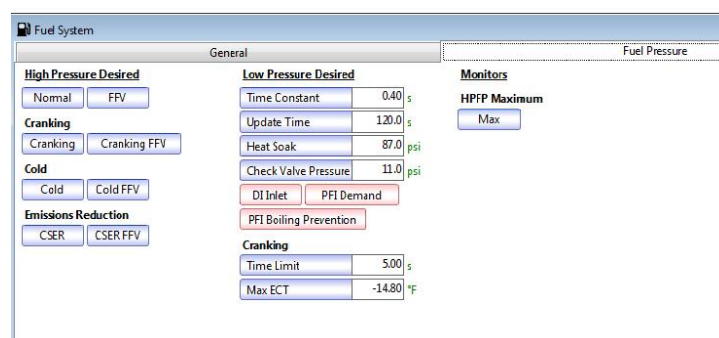 Fuel System
General
Fuel Pressure
High Pressure Desired
Normal FFV
Cranking
Cranking Cranking FFV
Cold
Cold Cold FFV
Emissions Reduction
CSER CSER FFV
Low Pressure Desired
Time Constant 0.40 s
Update Time 120.0 s
Heat Soak 87.0 psi
Check Valve Pressure 11.0 psi
DI Inlet PFI Demand
PFI Boiling Prevention
Cranking
Time Limit 5.00 s
Max ECT -14.80 °F
Monitors
HPFP Maximum
Max